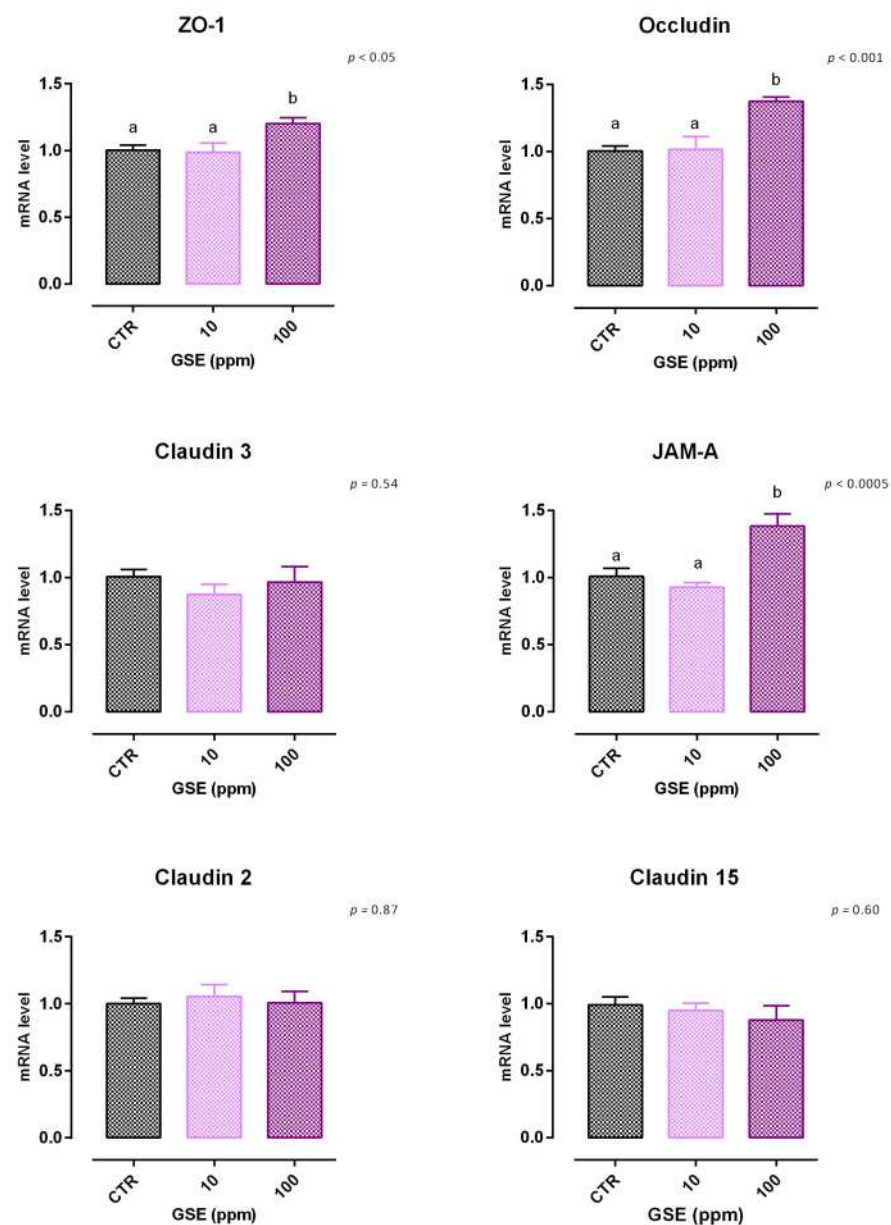 ZO-1
p < 0.05
1.5
1.0
0.5
0.0
mRNA level
a
a
b
CTR
10
100
GSE (ppm)
Occludin
p < 0.001
1.5
1.0
0.5
0.0
mRNA level
a
a
b
CTR
10
100
GSE (ppm)
Claudin 3
p = 0.54
1.5
1.0
0.5
0.0
mRNA level
CTR
10
100
GSE (ppm)
JAM-A
p < 0.0005
1.5
1.0
0.5
0.0
mRNA level
a
a
b
CTR
10
100
GSE (ppm)
Claudin 2
p = 0.87
1.5
1.0
0.5
0.0
mRNA level
CTR
10
100
GSE (ppm)
Claudin 15
p = 0.60
1.5
1.0
0.5
0.0
mRNA level
CTR
10
100
GSE (ppm)